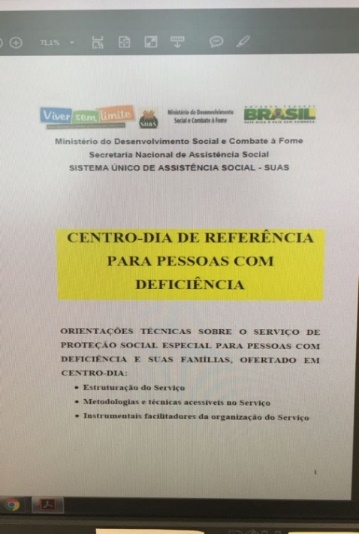 71,1%
Viver sem limite
SUAS
Ministério do Desenvolvimento
Social e Combate à Fome
BRASIL
Ministério do Desenvolvimento Social e Combate à Fome
Secretaria Nacional de Assistência Social
SISTEMA ÚNICO DE ASSISTÊNCIA SOCIAL - SUAS
CENTRO-DIA DE REFERÊNCIA
PARA PESSOAS COM
DEFICIÊNCIA
ORIENTAÇÕES TÉCNICAS SOBRE O SERVIÇO DE
PROTEÇÃO SOCIAL ESPECIAL PARA PESSOAS COM
DEFICIÊNCIA E SUAS FAMÍLIAS, OFERTADO EM
CENTRO-DIA:
• Estruturação do Serviço
• Metodologias e técnicas acessíveis no Serviço
• Instrumentais facilitadores da organização do Serviço
1